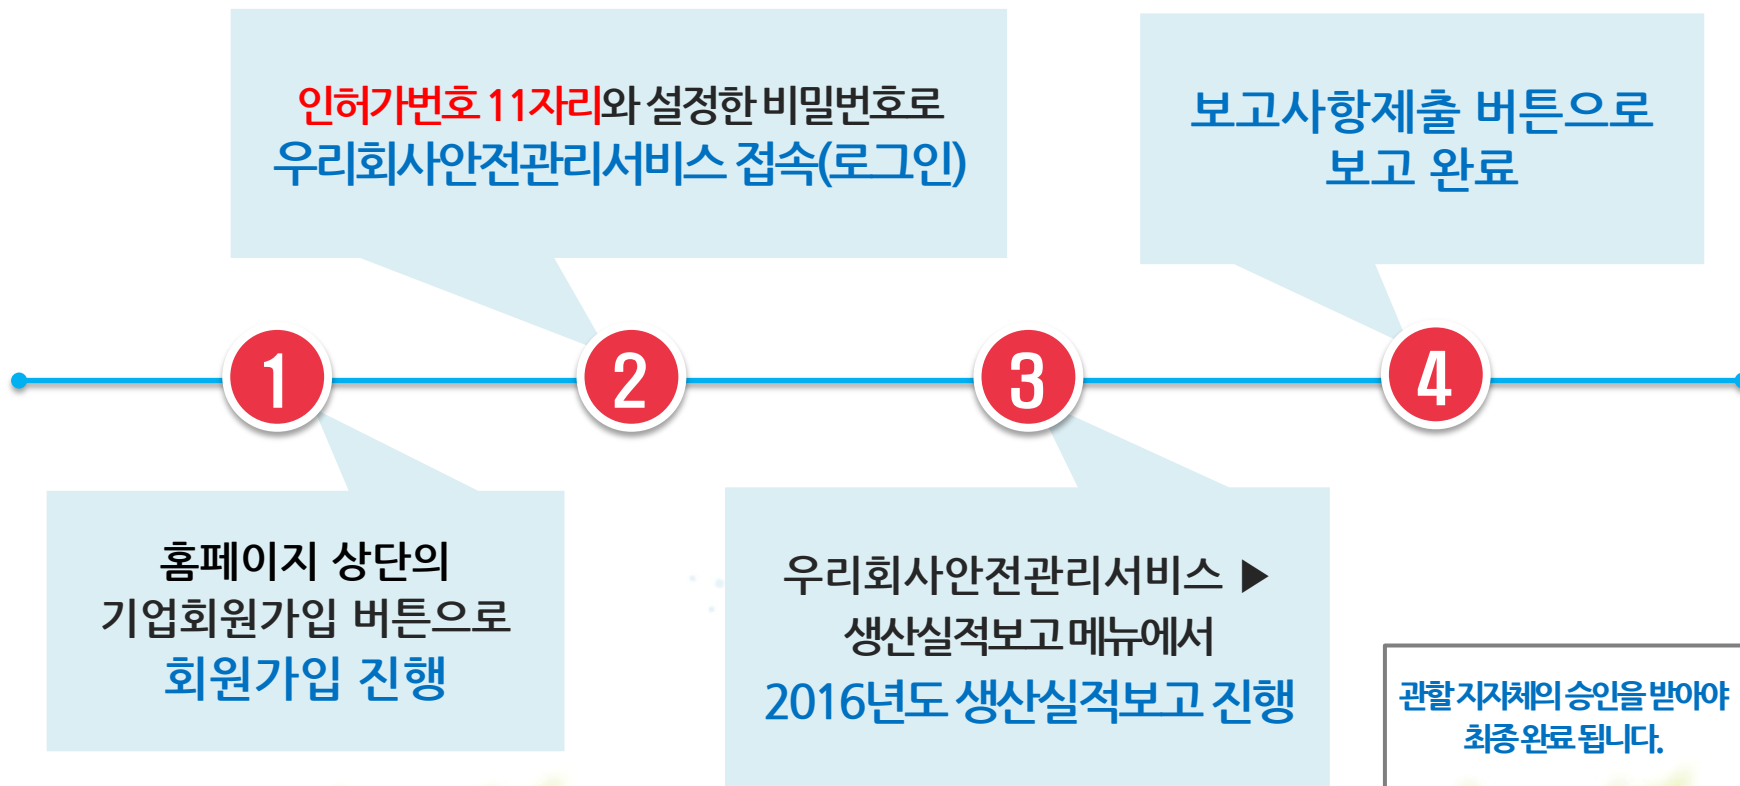 인허가번호 11자리와 설정한 비밀번호로
우리회사안전관리서비스 접속(로그인)
보고사항제출 버튼으로
보고 완료
1
2
3
4
홈페이지 상단의
기업회원가입 버튼으로
회원가입 진행
우리회사안전관리서비스 ▶
생산실적보고 메뉴에서
2016년도 생산실적보고 진행
관할 지자체의 승인을 받아야
최종 완료 됩니다.